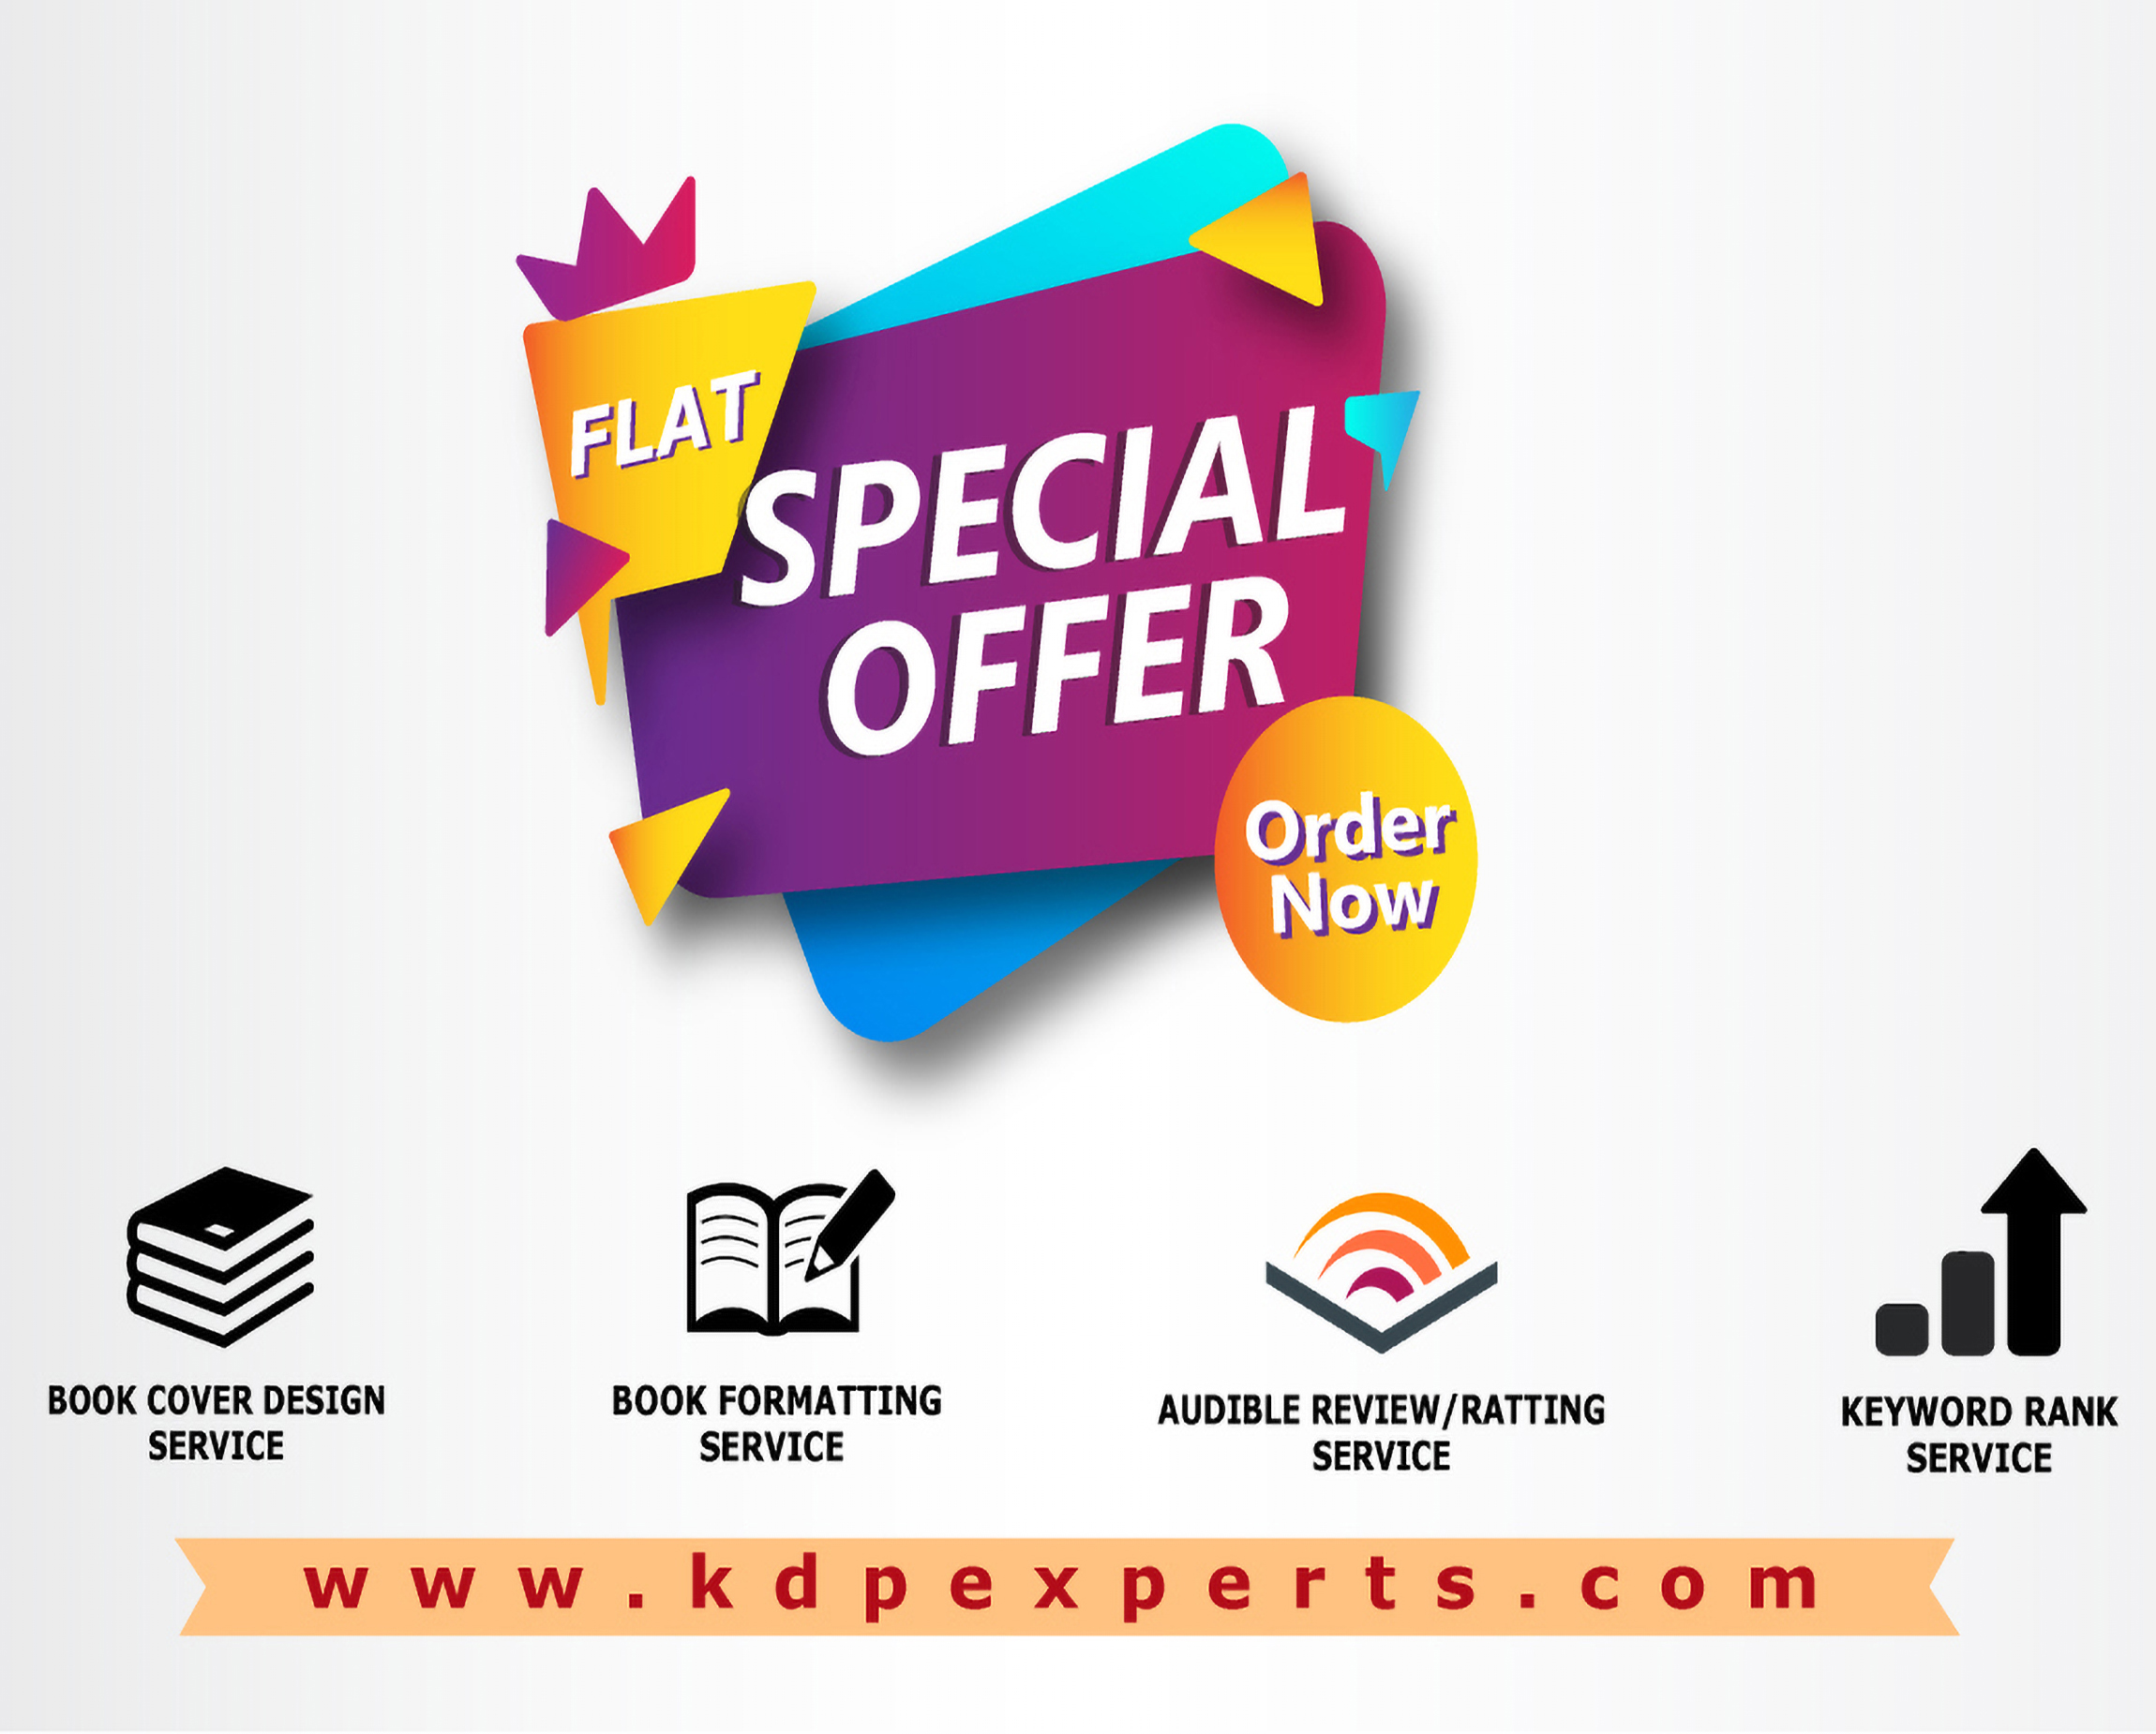 FLAT
SPECIAL
OFFER
Order
Now
BOOK COVER DESIGN
SERVICE
BOOK FORMATTING
SERVICE
AUDIBLE REVIEW/RATTING
SERVICE
KEYWORD RANK
SERVICE
www.kdpexperts.com